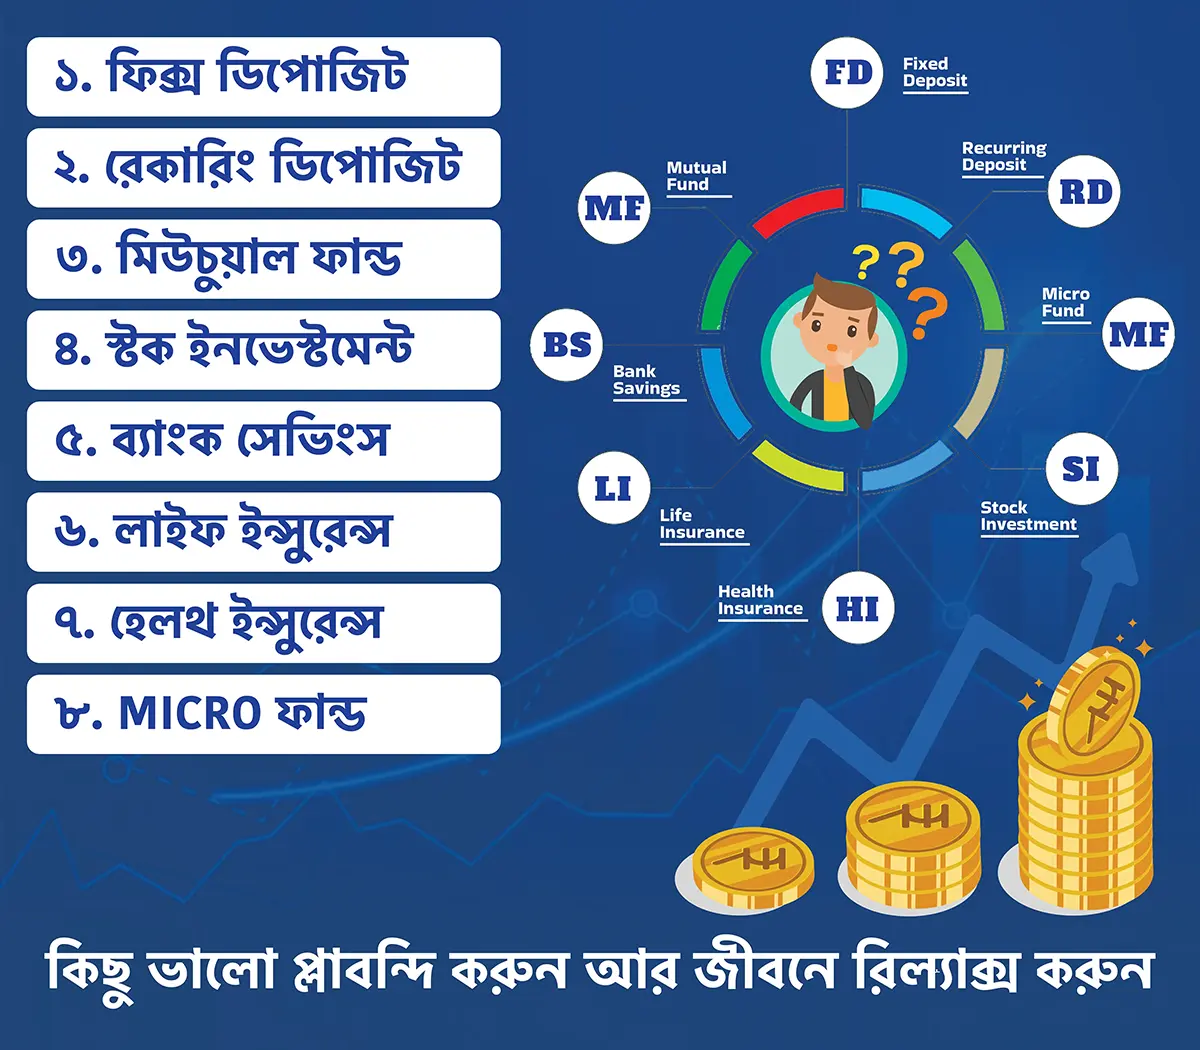 ১. ফিক্স ডিপোজিট
২. রেকারিং ডিপোজিট
৩. মিউচুয়াল ফান্ড
৪. স্টক ইনভেস্টমেন্ট
৫. ব্যাংক সেভিংস
৬. লাইফ ইন্সুরেন্স
৭. হেলথ ইন্সুরেন্স
৮. MICRO ফান্ড
FD
Fixed
Deposit
Recurring
Deposit
RD
Micro
Fund
MF
SI
Stock
Investment
HI
Health
Insurance
LI
Life
Insurance
BS
Bank
Savings
MF
Mutual
Fund
? ? ?
কিছু ভালো প্লাবন্দি করুন আর জীবনে রিল্যাক্স করুন